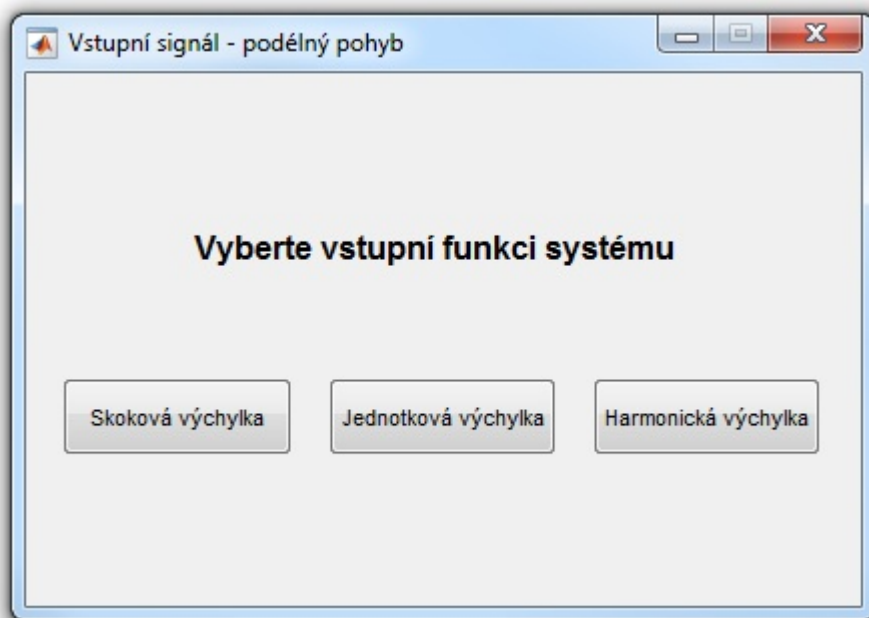 Vstupní signál - podélný pohyb
Vyberte vstupní funkci systému
Skoková výchylka
Jednotková výchylka
Harmonická výchylka